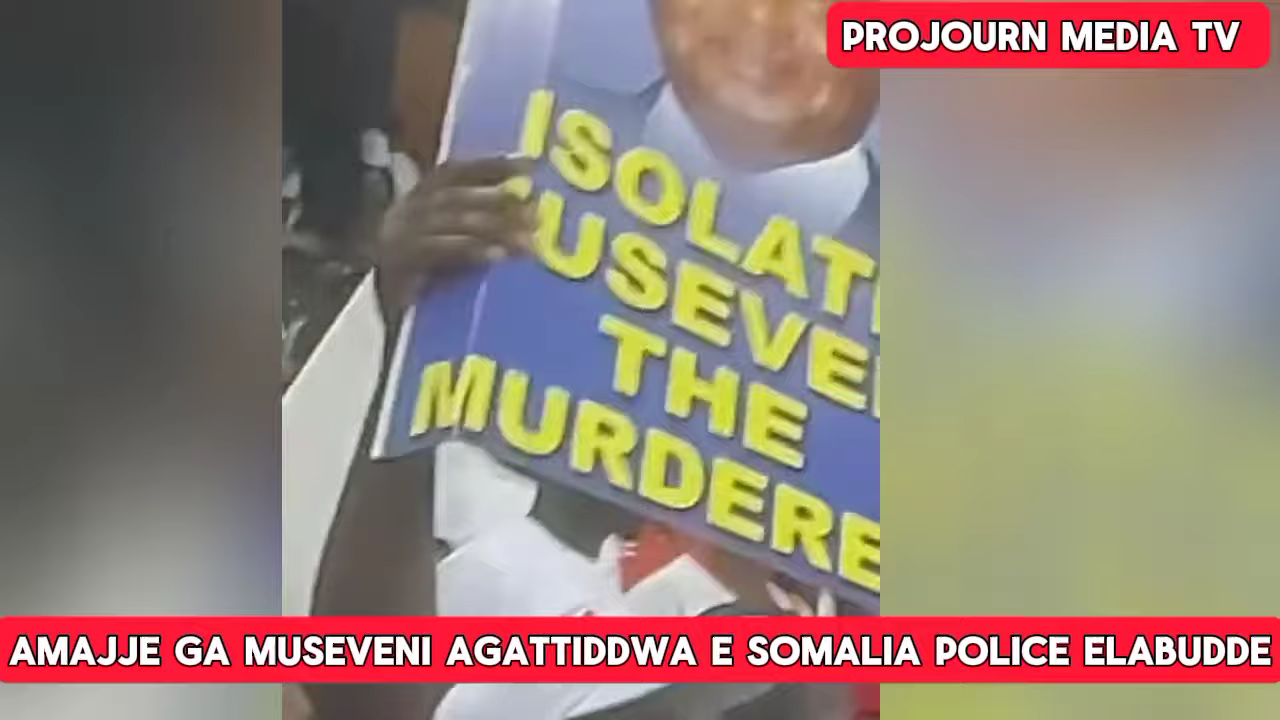 PROJOURN MEDIA TV
ISOLAT
USEVE
THE
MURDERE
AMAJJE GA MUSEVENI AGATTIDDWA E SOMALIA POLICE ELABUDDE